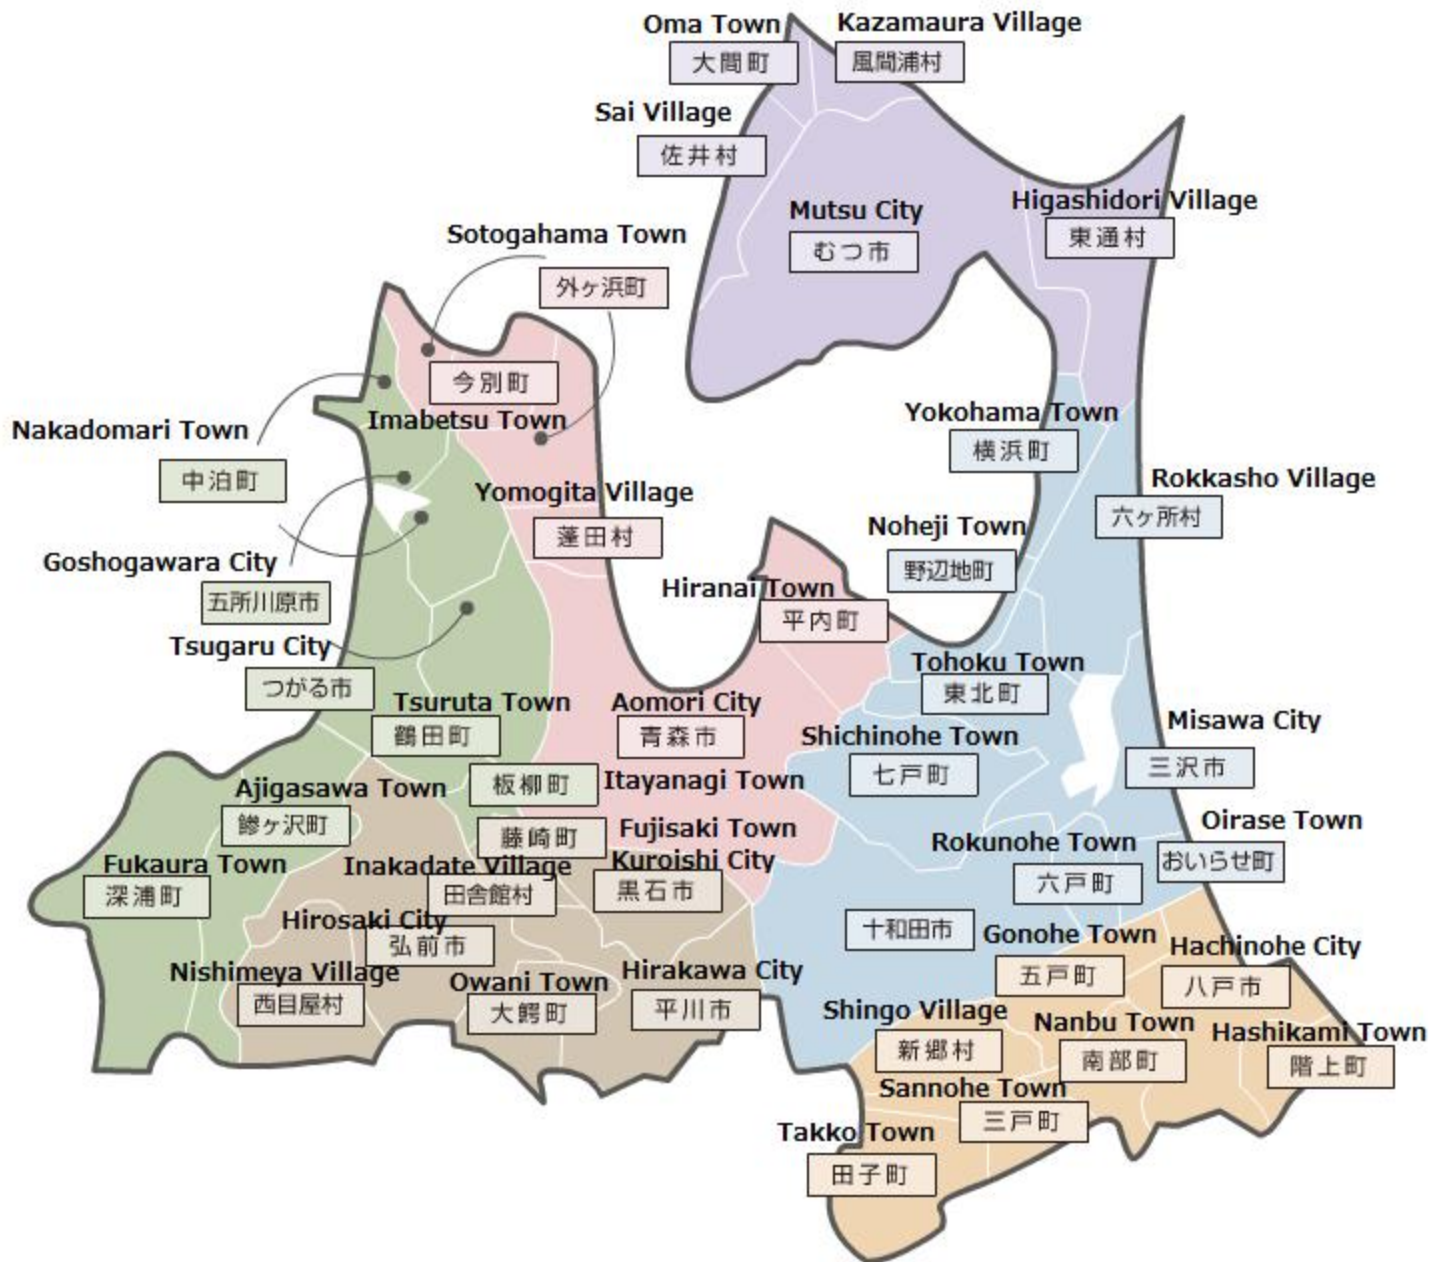 Oma Town
大間町
Kazamaura Village
風間浦村
Sai Village
佐井村
Mutsu City
むつ市
Higashidori Village
東通村
Sotogahama Town
外ヶ浜町
今別町
Imabetsu Town
Nakadomari Town
中泊町
Yokohama Town
横浜町
Rokkasho Village
六ヶ所村
Yomogita Village
蓬田村
Noheji Town
野辺地町
Goshogawara City
五所川原市
Hiranai Town
平内町
Tsugaru City
つがる市
Tohoku Town
東北町
Tsuruta Town
鶴田町
Aomori City
青森市
Shichinohe Town
七戸町
Misawa City
三沢市
板柳町
Itayanagi Town
Ajigasawa Town
鰺ヶ沢町
藤崎町
Fujisaki Town
Oirase Town
おいらせ町
Rokunohe Town
六戸町
Fukaura Town
深浦町
Inakadate Village
田舎館村
Kuroishi City
黒石市
Hirosaki City
弘前市
十和田市
Gonohe Town
五戸町
Hachinohe City
八戸市
Nishimeya Village
西目屋村
Owani Town
大鰐町
Hirakawa City
平川市
Shingo Village
新郷村
Nanbu Town
南部町
Hashikami Town
階上町
Sannohe Town
三戸町
Takko Town
田子町